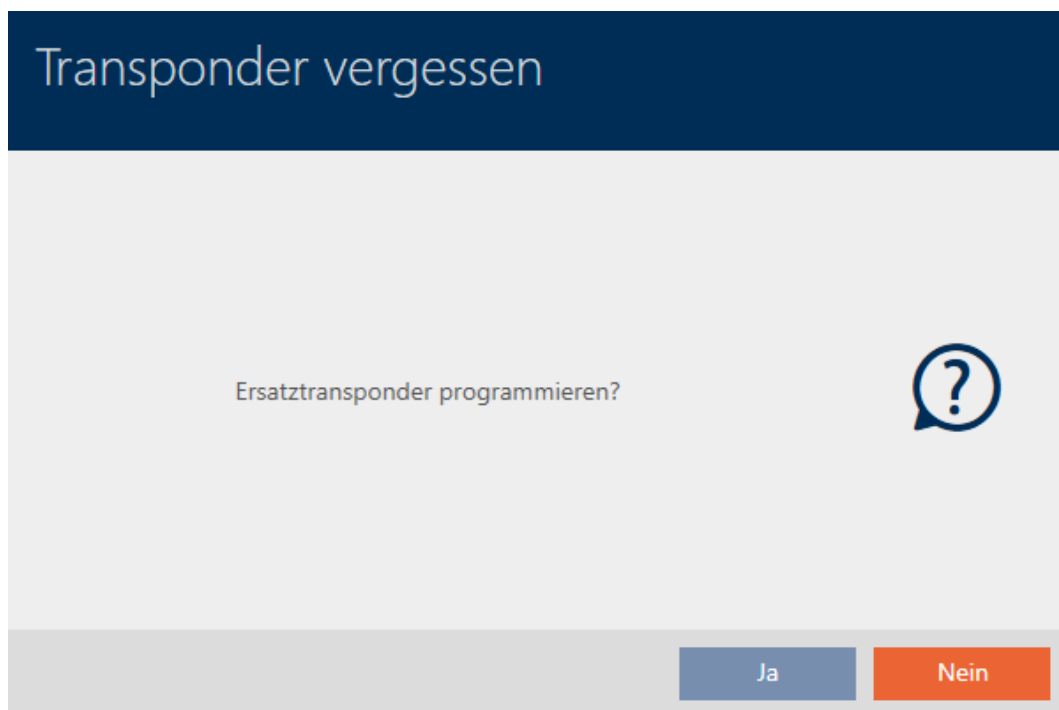 Transponder vergessen
Ersatztransponder programmieren?
?
Ja
Nein